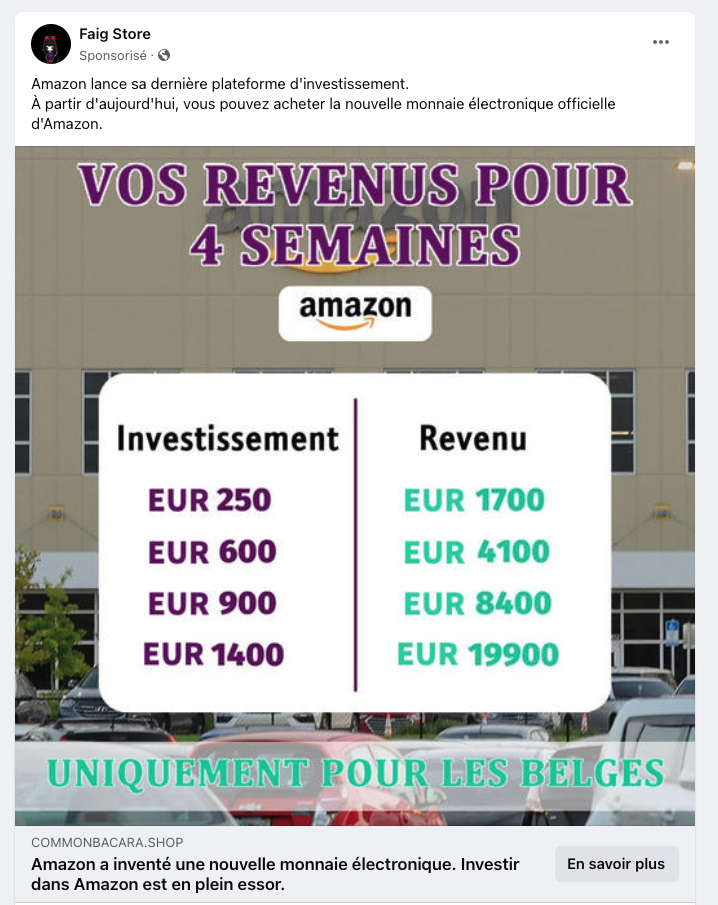 Faig Store
Sponsorisé ·
Amazon lance sa dernière plateforme d'investissement.
À partir d'aujourd'hui, vous pouvez acheter la nouvelle monnaie électronique officielle
d'Amazon.
amazon
VOS REVENUS POUR
4 SEMAINES
amazon
Investissement Revenu
EUR 250 EUR 1700
EUR 600 EUR 4100
EUR 900 EUR 8400
EUR 1400 EUR 19900
UNIQUEMENT POUR LES BELGES
COMMONBACARA.SHOP
Amazon a inventé une nouvelle monnaie électronique. Investir
dans Amazon est en plein essor.
En savoir plus